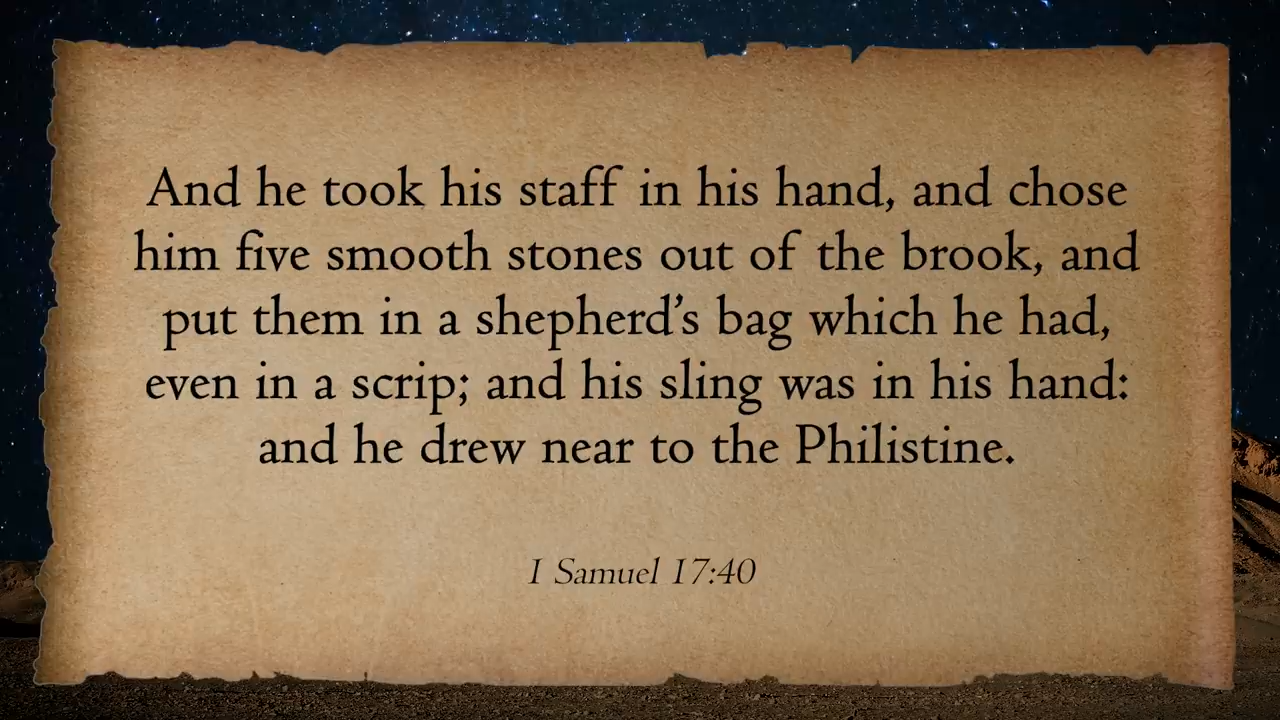 And he took his staff in his hand, and chose
him five smooth stones out of the brook, and
put them in a shepherd’s bag which he had,
even in a scrip; and his sling was in his hand:
and he drew near to the Philistine.
1 Samuel 17:40